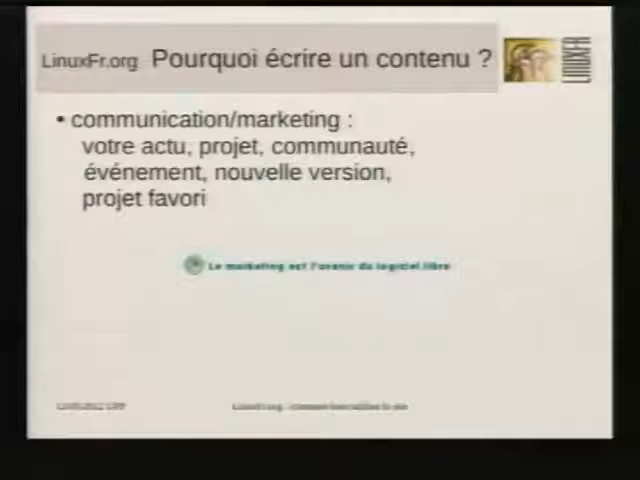 LinuxFr.org Pourquoi écrire un contenu ?
LINUXFR
• communication/marketing :
votre actu, projet, communauté,
événement, nouvelle version,
projet favori
Le marketing est l'avenir du logiciel libre